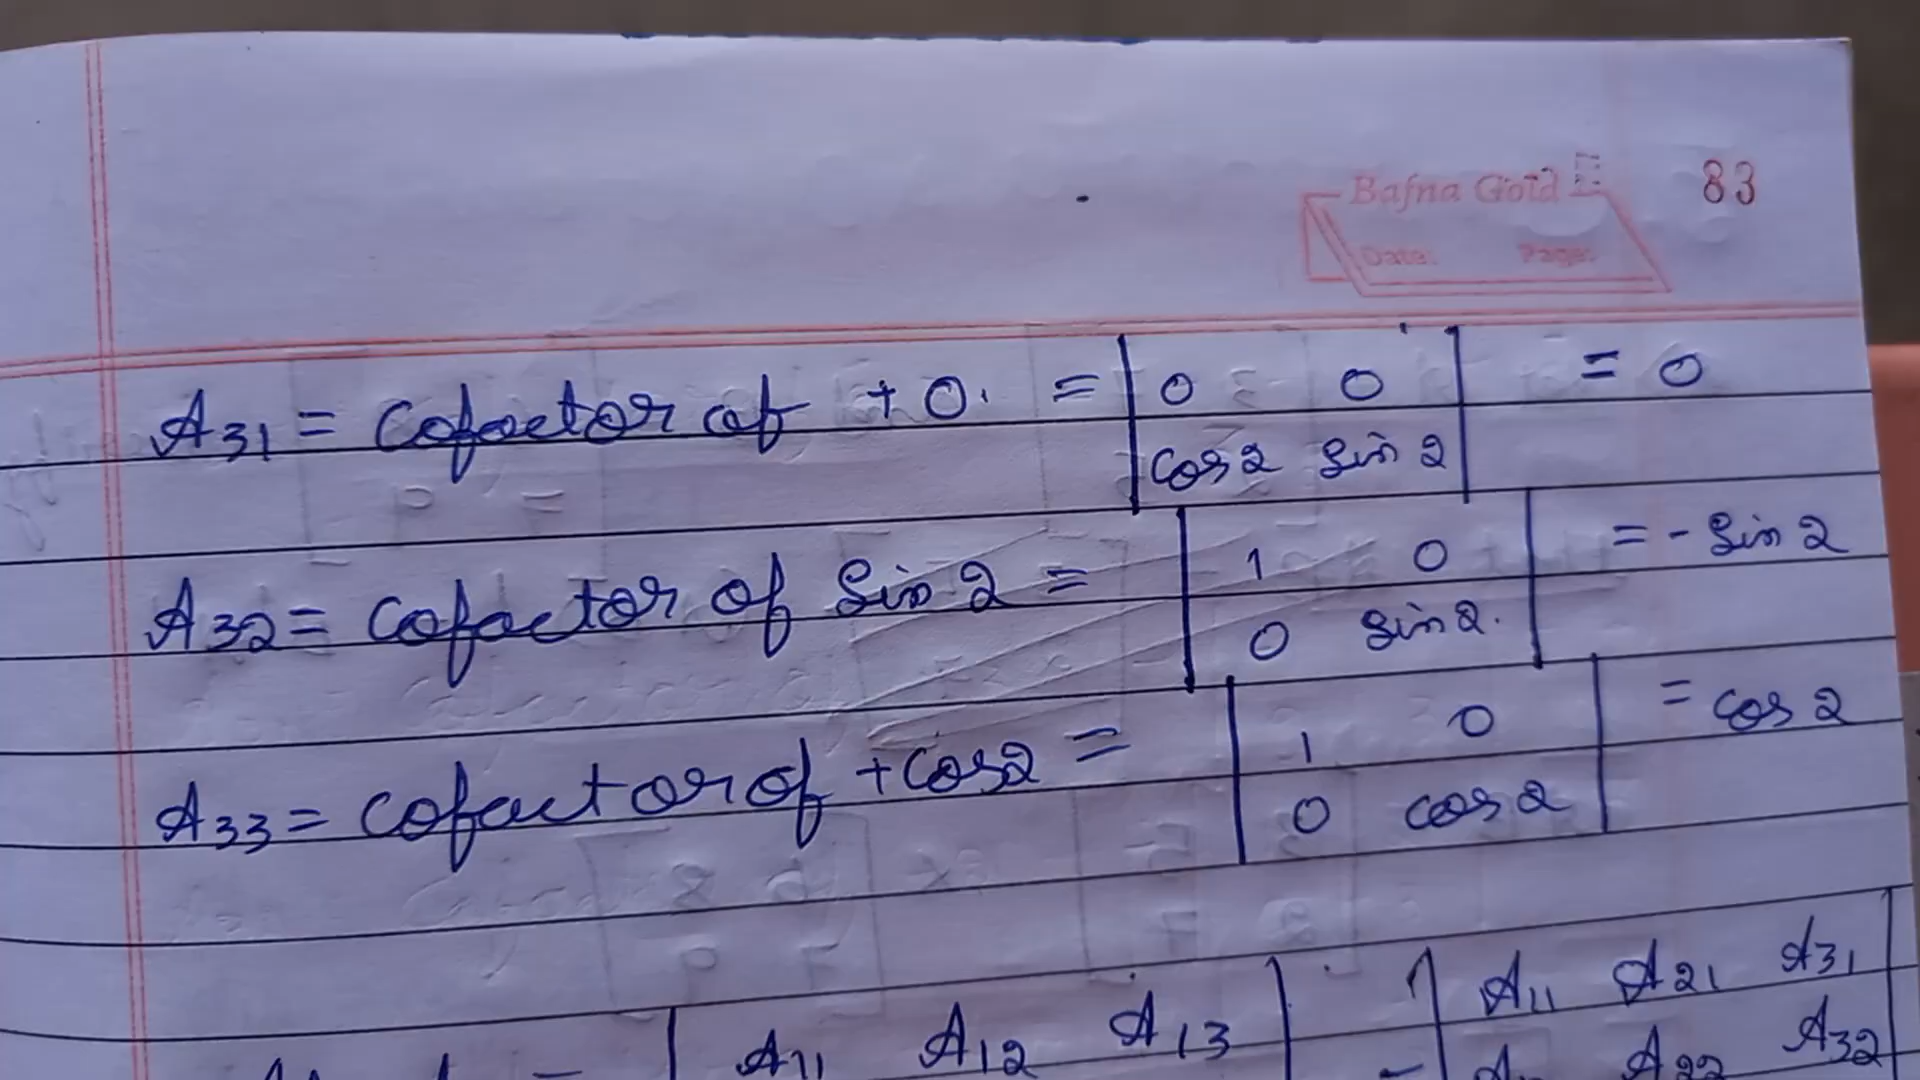 Bafna Gold 83
Date: Page:
A31 = Cofactor of + 0. = | 0 0 | = 0
| cos 2 sin 2 |
A32 = Cofactor of Sin 2 = | 1 0 | = - Sin 2
| 0 sin 2. |
A33 = Cofactor of + Cos 2 = | 1 0 | = cos 2
| 0 cos 2 |
A11 A12 A13 A11 A21 A31
A22 A32